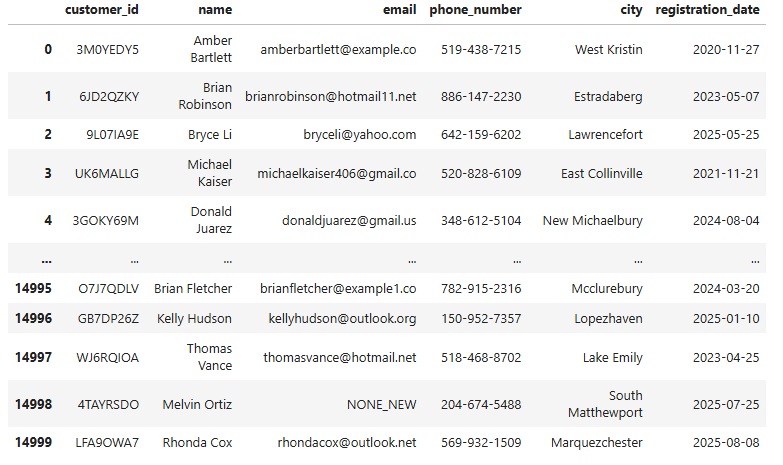 customer_id name email phone_number city registration_date
0 3M0YEDY5 Amber Bartlett amberbartlett@example.co 519-438-7215 West Kristin 2020-11-27
1 6JD2QZKY Brian Robinson brianrobinson@hotmail11.net 886-147-2230 Estradaberg 2023-05-07
2 9L07IA9E Bryce Li bryceli@yahoo.com 642-159-6202 Lawrencefort 2025-05-25
3 UK6MALLG Michael Kaiser michaelkaiser406@gmail.co 520-828-6109 East Collinville 2021-11-21
4 3GOKY69M Donald Juarez donaldjuarez@gmail.us 348-612-5104 New Michaelbury 2024-08-04
... ... ... ... ... ... ...
14995 O7J7QDLV Brian Fletcher brianfletcher@example1.co 782-915-2316 Mcclurebury 2024-03-20
14996 GB7DP26Z Kelly Hudson kellyhudson@outlook.org 150-952-7357 Lopezhaven 2025-01-10
14997 WJ6RQIOA Thomas Vance thomasvance@hotmail.net 518-468-8702 Lake Emily 2023-04-25
14998 4TAYRSDO Melvin Ortiz NONE_NEW 204-674-5488 South Matthewport 2025-07-25
14999 LFA9OWA7 Rhonda Cox rhondacox@outlook.net 569-932-1509 Marquezchester 2025-08-08